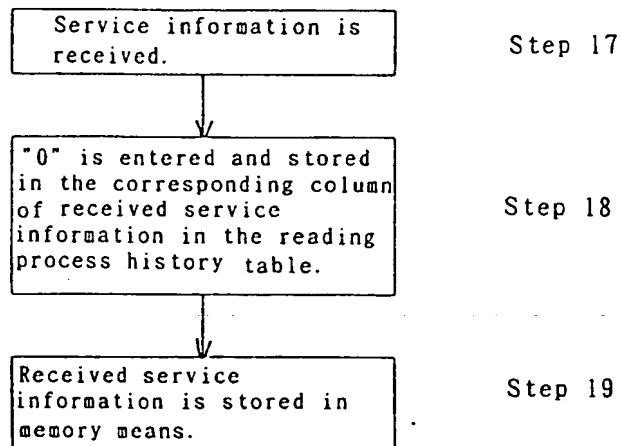 Service information is
received.
Step 17
"0" is entered and stored
in the corresponding column
of received service
information in the reading
process history table.
Step 18
Received service
information is stored in
memory means.
Step 19